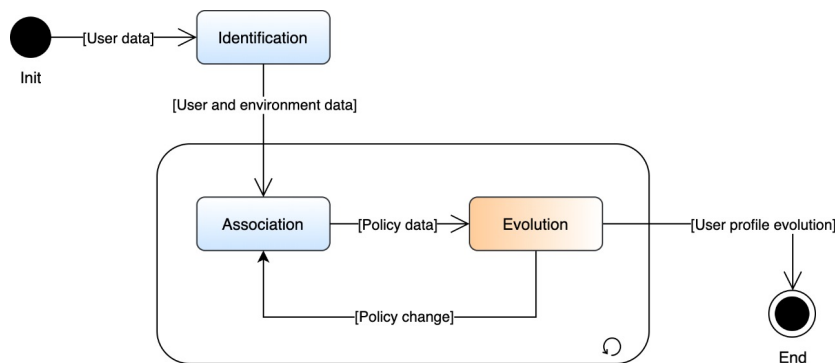 [User data]
Identification
Init
[User and environment data]
Association
[Policy data]
Evolution
[User profile evolution]
[Policy change]
End